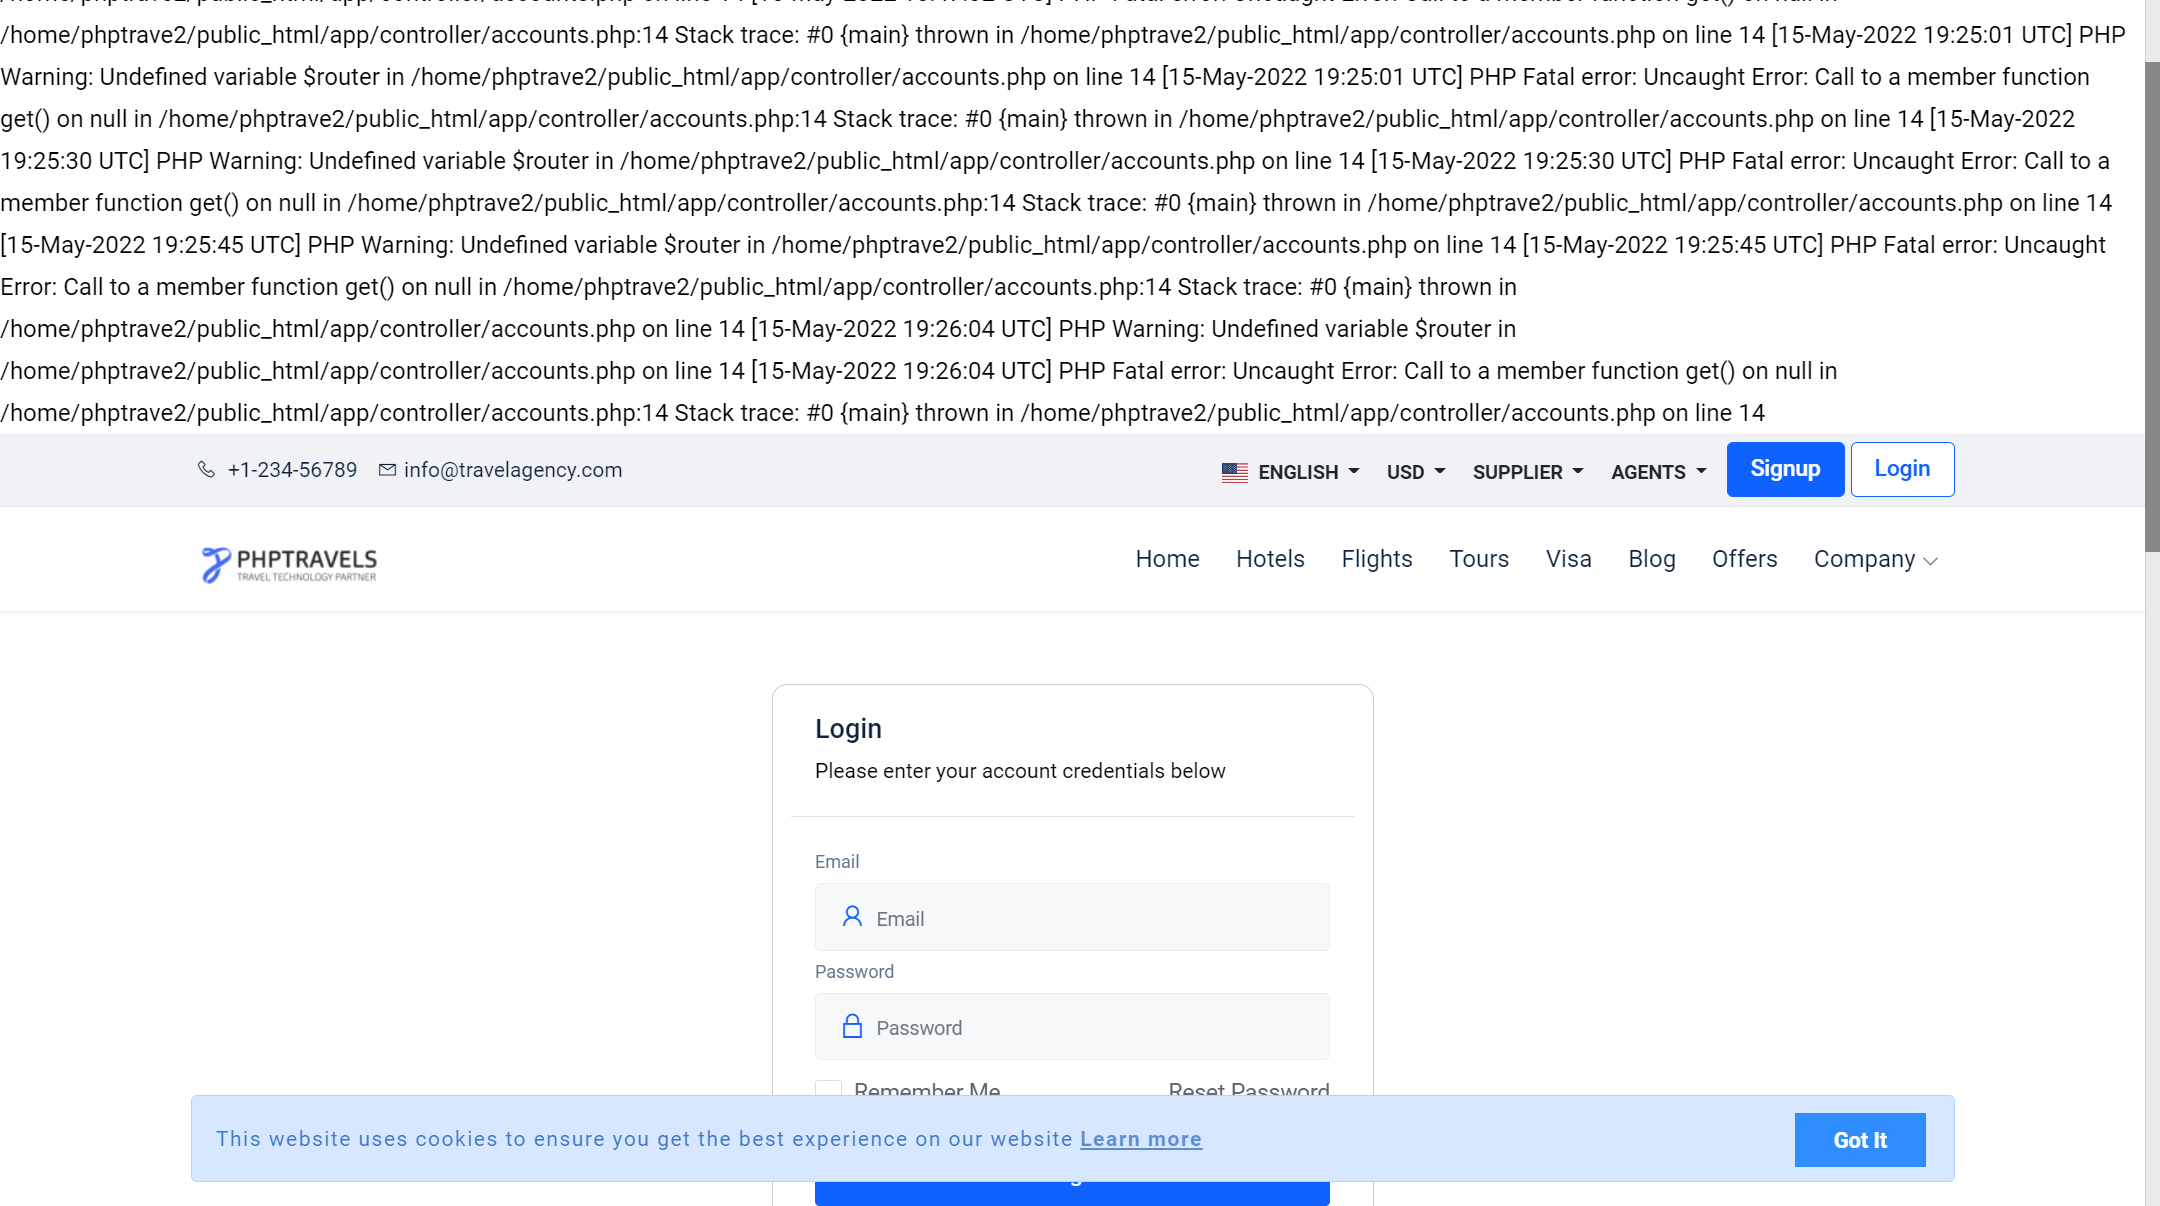 /home/phptrave2/public_html/app/controller/accounts.php:14 Stack trace: #0 {main} thrown in /home/phptrave2/public_html/app/controller/accounts.php on line 14 [15-May-2022 19:25:01 UTC] PHP
Warning: Undefined variable $router in /home/phptrave2/public_html/app/controller/accounts.php on line 14 [15-May-2022 19:25:01 UTC] PHP Fatal error: Uncaught Error: Call to a member function
get() on null in /home/phptrave2/public_html/app/controller/accounts.php:14 Stack trace: #0 {main} thrown in /home/phptrave2/public_html/app/controller/accounts.php on line 14 [15-May-2022
19:25:30 UTC] PHP Warning: Undefined variable $router in /home/phptrave2/public_html/app/controller/accounts.php on line 14 [15-May-2022 19:25:30 UTC] PHP Fatal error: Uncaught Error: Call to a
member function get() on null in /home/phptrave2/public_html/app/controller/accounts.php:14 Stack trace: #0 {main} thrown in /home/phptrave2/public_html/app/controller/accounts.php on line 14
[15-May-2022 19:25:45 UTC] PHP Warning: Undefined variable $router in /home/phptrave2/public_html/app/controller/accounts.php on line 14 [15-May-2022 19:25:45 UTC] PHP Fatal error: Uncaught
Error: Call to a member function get() on null in /home/phptrave2/public_html/app/controller/accounts.php:14 Stack trace: #0 {main} thrown in
/home/phptrave2/public_html/app/controller/accounts.php on line 14 [15-May-2022 19:26:04 UTC] PHP Warning: Undefined variable $router in
/home/phptrave2/public_html/app/controller/accounts.php on line 14 [15-May-2022 19:26:04 UTC] PHP Fatal error: Uncaught Error: Call to a member function get() on null in
/home/phptrave2/public_html/app/controller/accounts.php:14 Stack trace: #0 {main} thrown in /home/phptrave2/public_html/app/controller/accounts.php on line 14
+1-234-56789 info@travelagency.com ENGLISH USD SUPPLIER AGENTS Signup Login
PHPTRAVELS
TRAVEL TECHNOLOGY PARTNER
Home Hotels Flights Tours Visa Blog Offers Company
Login
Please enter your account credentials below
Email
Email
Password
Password
Remember Me Reset Password
This website uses cookies to ensure you get the best experience on our website Learn more Got It